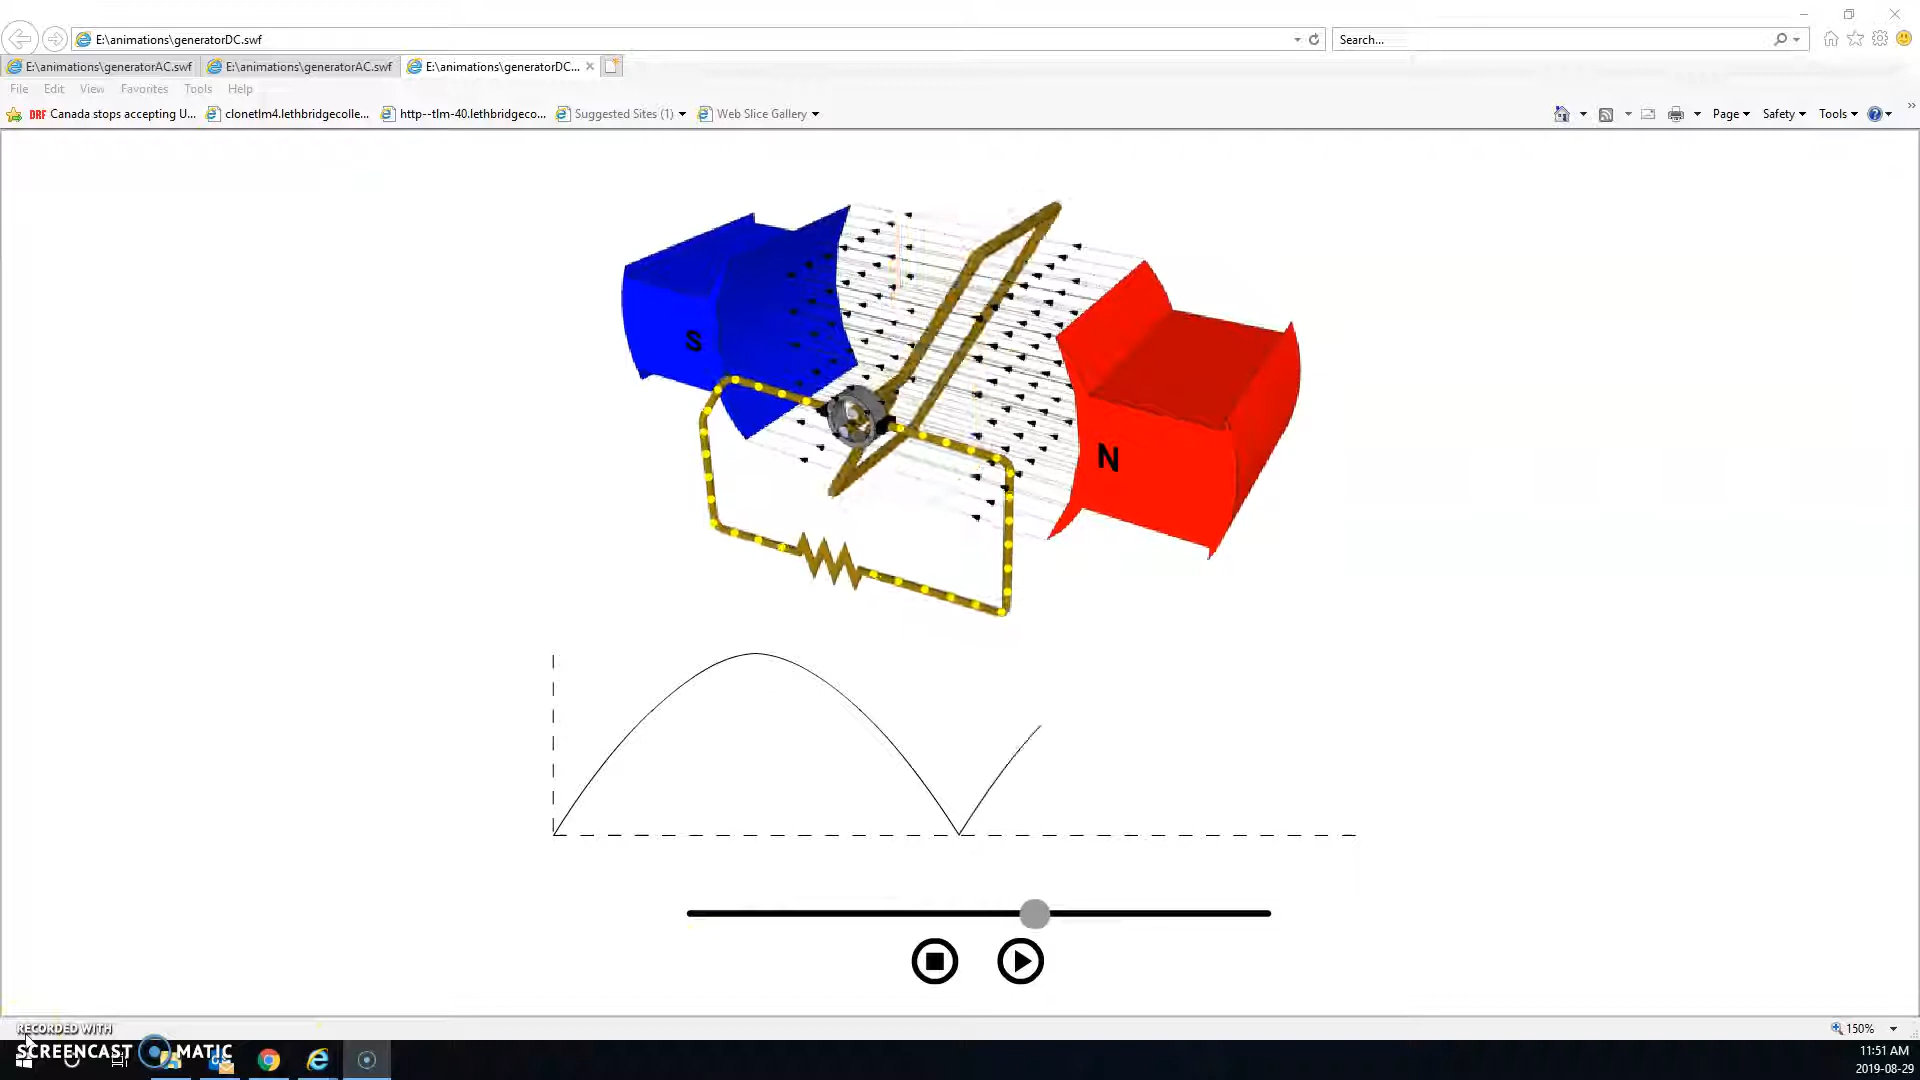 E:\animations\generatorDC.swf
Search...
E:\animations\generatorAC.swf
E:\animations\generatorAC.swf
E:\animations\generatorDC...
File Edit View Favorites Tools Help
DRF Canada stops accepting U...
clonetlm4.lethbridgecolle...
http--tlm-40.lethbridgeco...
Suggested Sites (1)
Web Slice Gallery
Page Safety Tools
S
N
150%
RECORDED WITH
SCREENCAST MATIC
11:51 AM
2019-08-29